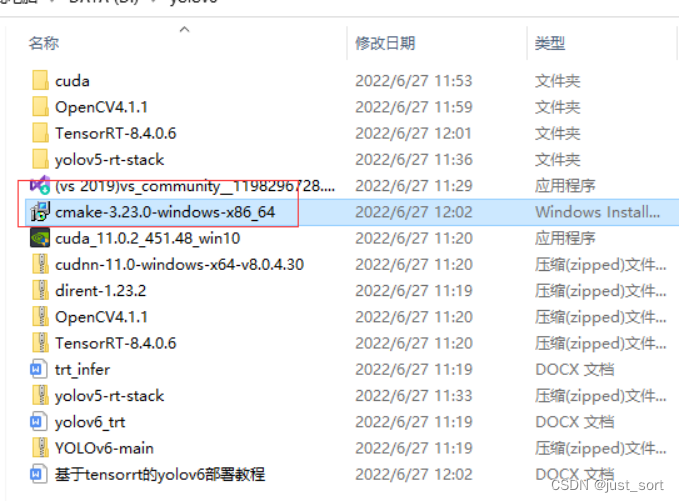 DATA (D:) yolov6
名称 修改日期 类型
cuda 2022/6/27 11:53 文件夹
OpenCV4.1.1 2022/6/27 11:59 文件夹
TensorRT-8.4.0.6 2022/6/27 12:01 文件夹
yolov5-rt-stack 2022/6/27 11:36 文件夹
(vs 2019)vs_community__1198296728.... 2022/6/27 11:29 应用程序
cmake-3.23.0-windows-x86_64 2022/6/27 12:02 Windows Install...
cuda_11.0.2_451.48_win10 2022/6/27 11:20 应用程序
cudnn-11.0-windows-x64-v8.0.4.30 2022/6/27 11:20 压缩(zipped)文件...
dirent-1.23.2 2022/6/27 11:19 压缩(zipped)文件...
OpenCV4.1.1 2022/6/27 11:20 压缩(zipped)文件...
TensorRT-8.4.0.6 2022/6/27 11:20 压缩(zipped)文件...
trt_infer 2022/6/27 11:19 DOCX 文档
yolov5-rt-stack 2022/6/27 11:33 压缩(zipped)文件...
yolov6_trt 2022/6/27 11:19 DOCX 文档
YOLOv6-main 2022/6/27 11:19 压缩(zipped)文件...
基于tensorrt的yolov6部署教程 2022/6/27 12:02 DOCX 文档
CSDN @just_sort